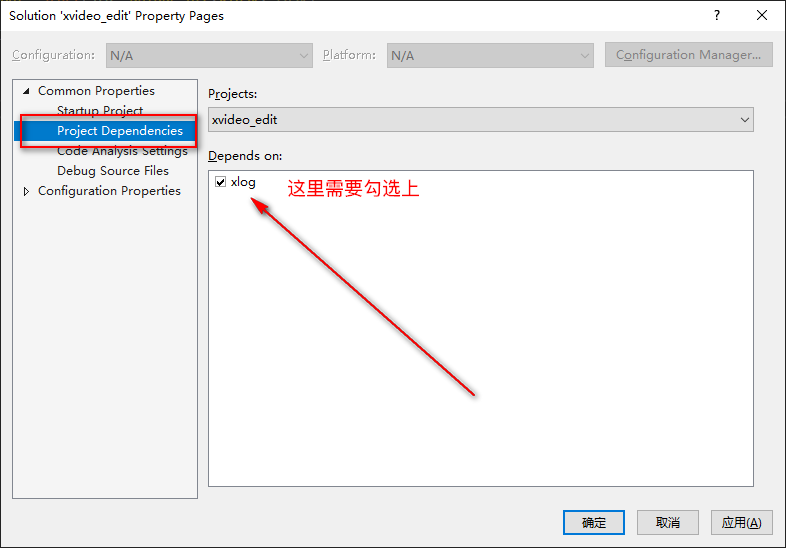 Solution 'xvideo_edit' Property Pages
?
Configuration: N/A Platform: N/A Configuration Manager...
Common Properties
Startup Project
Project Dependencies
Code Analysis Settings
Debug Source Files
Configuration Properties
Projects:
xvideo_edit
Depends on:
xlog 这里需要勾选上
确定 取消 应用(A)